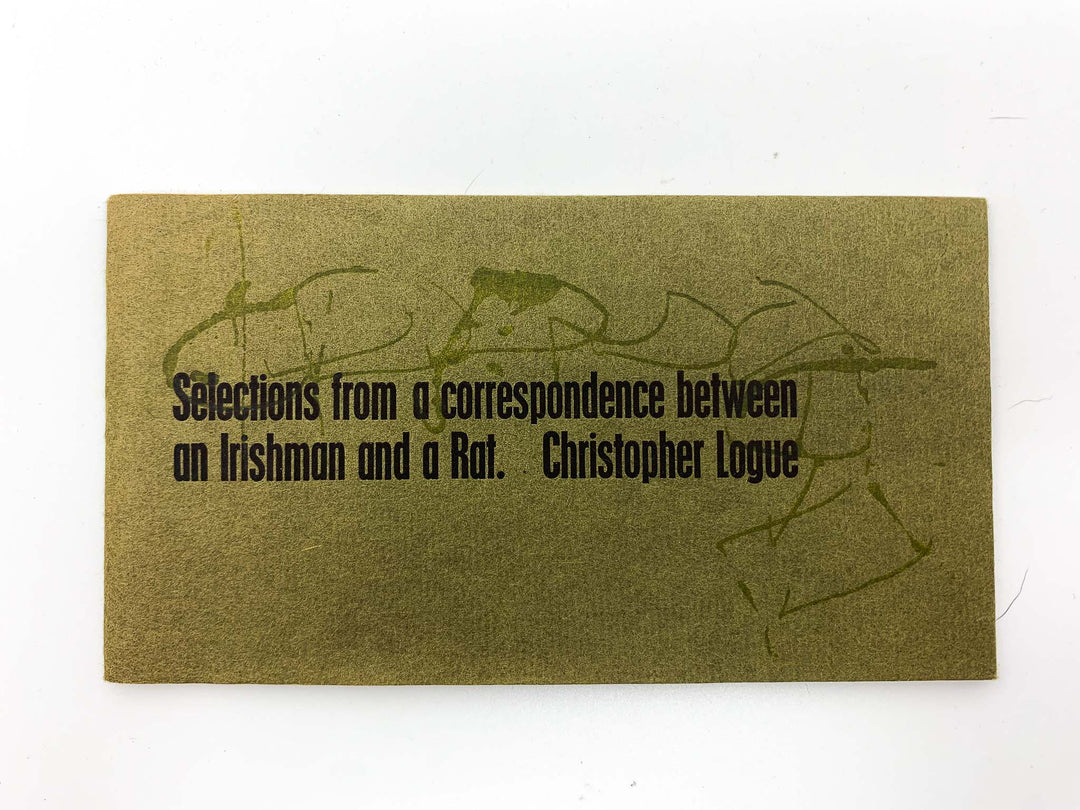 Selections from a correspondence between
an Irishman and a Rat. Christopher Logue